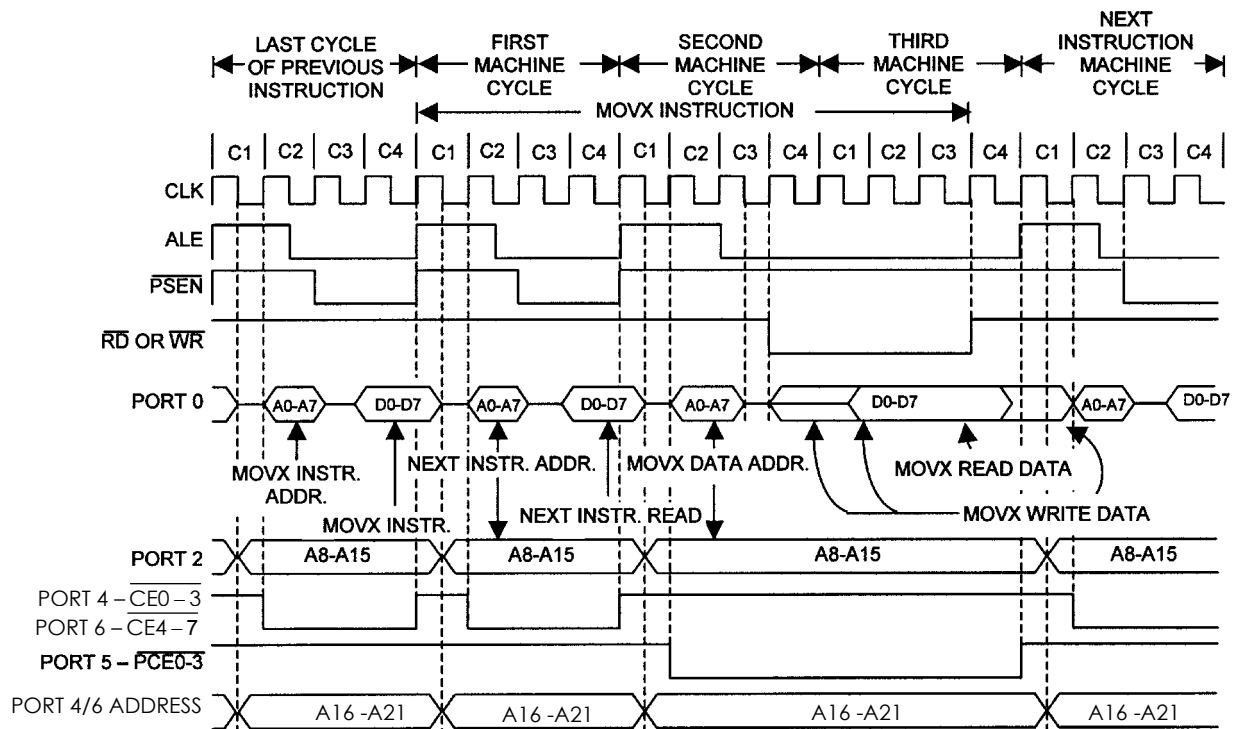 LAST CYCLE
OF PREVIOUS
INSTRUCTION
FIRST
MACHINE
CYCLE
SECOND
MACHINE
CYCLE
THIRD
MACHINE
CYCLE
NEXT
INSTRUCTION
MACHINE
CYCLE
MOVX INSTRUCTION
C1 C2 C3 C4 C1 C2 C3 C4 C1 C2 C3 C4 C1 C2 C3 C4 C1 C2 C3 C4
CLK
ALE
PSEN
RD OR WR
PORT 0 A0-A7 D0-D7 A0-A7 D0-D7 A0-A7 D0-D7 A0-A7 D0-D7
MOVX INSTR.
ADDR.
NEXT INSTR. ADDR.
MOVX DATA ADDR.
MOVX READ DATA
MOVX INSTR.
NEXT INSTR. READ
MOVX WRITE DATA
PORT 2 A8-A15 A8-A15 A8-A15 A8-A15
PORT 4 – CE0 – 3
PORT 6 – CE4 – 7
PORT 5 – PCE0-3
PORT 4/6 ADDRESS A16 -A21 A16 -A21 A16 -A21 A16 -A21